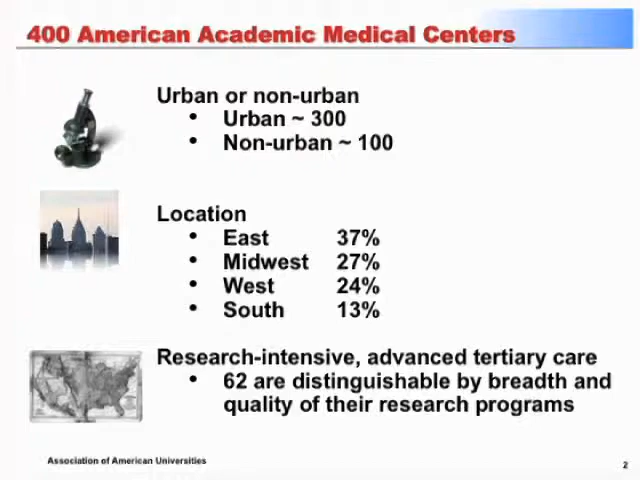 400 American Academic Medical Centers
Urban or non-urban
• Urban ~ 300
• Non-urban ~ 100
Location
• East 37%
• Midwest 27%
• West 24%
• South 13%
Research-intensive, advanced tertiary care
• 62 are distinguishable by breadth and
quality of their research programs
Association of American Universities
2